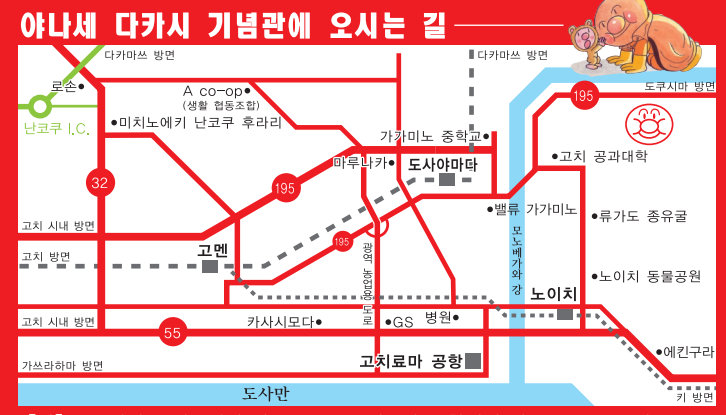 야나세 다카시 기념관에 오시는 길
다카마쓰 방면
다카마쓰 방면
로손
A co-op
(생활 협동조합)
도쿠시마 방면
195
난코쿠 I.C.
미치노에키 난코쿠 후라리
가가미노 중학교
마루나카
도사야마다
고치 공과대학
32
195
밸류 가가미노
류가도 종유굴
고치 시내 방면
195
모노베가와 강
고치 방면
고멘
광역 농업용 도로
노이치 동물공원
노이치
고치 시내 방면
55
카사시모다
GS
병원
에킨구라
가쓰라하마 방면
고치료마 공항
도사만
키 방면